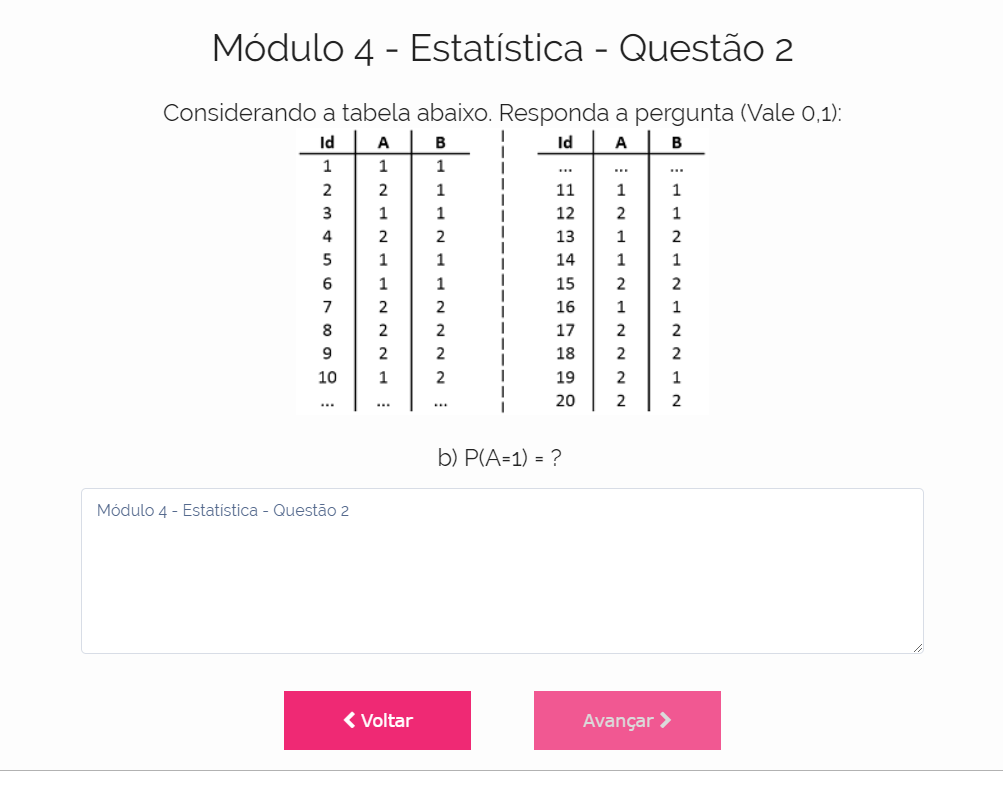 Módulo 4 - Estatística - Questão 2
Considerando a tabela abaixo. Responda a pergunta (Vale 0,1):
Id A B Id A B
1 1 1 ... ... ...
2 2 1 11 1 1
3 1 1 12 2 1
4 2 2 13 1 2
5 1 1 14 1 1
6 1 1 15 2 2
7 2 2 16 1 1
8 2 2 17 2 2
9 2 2 18 2 2
10 1 2 19 2 1
... ... ... 20 2 2
b) P(A=1) = ?
Módulo 4 - Estatística - Questão 2
Voltar Avançar